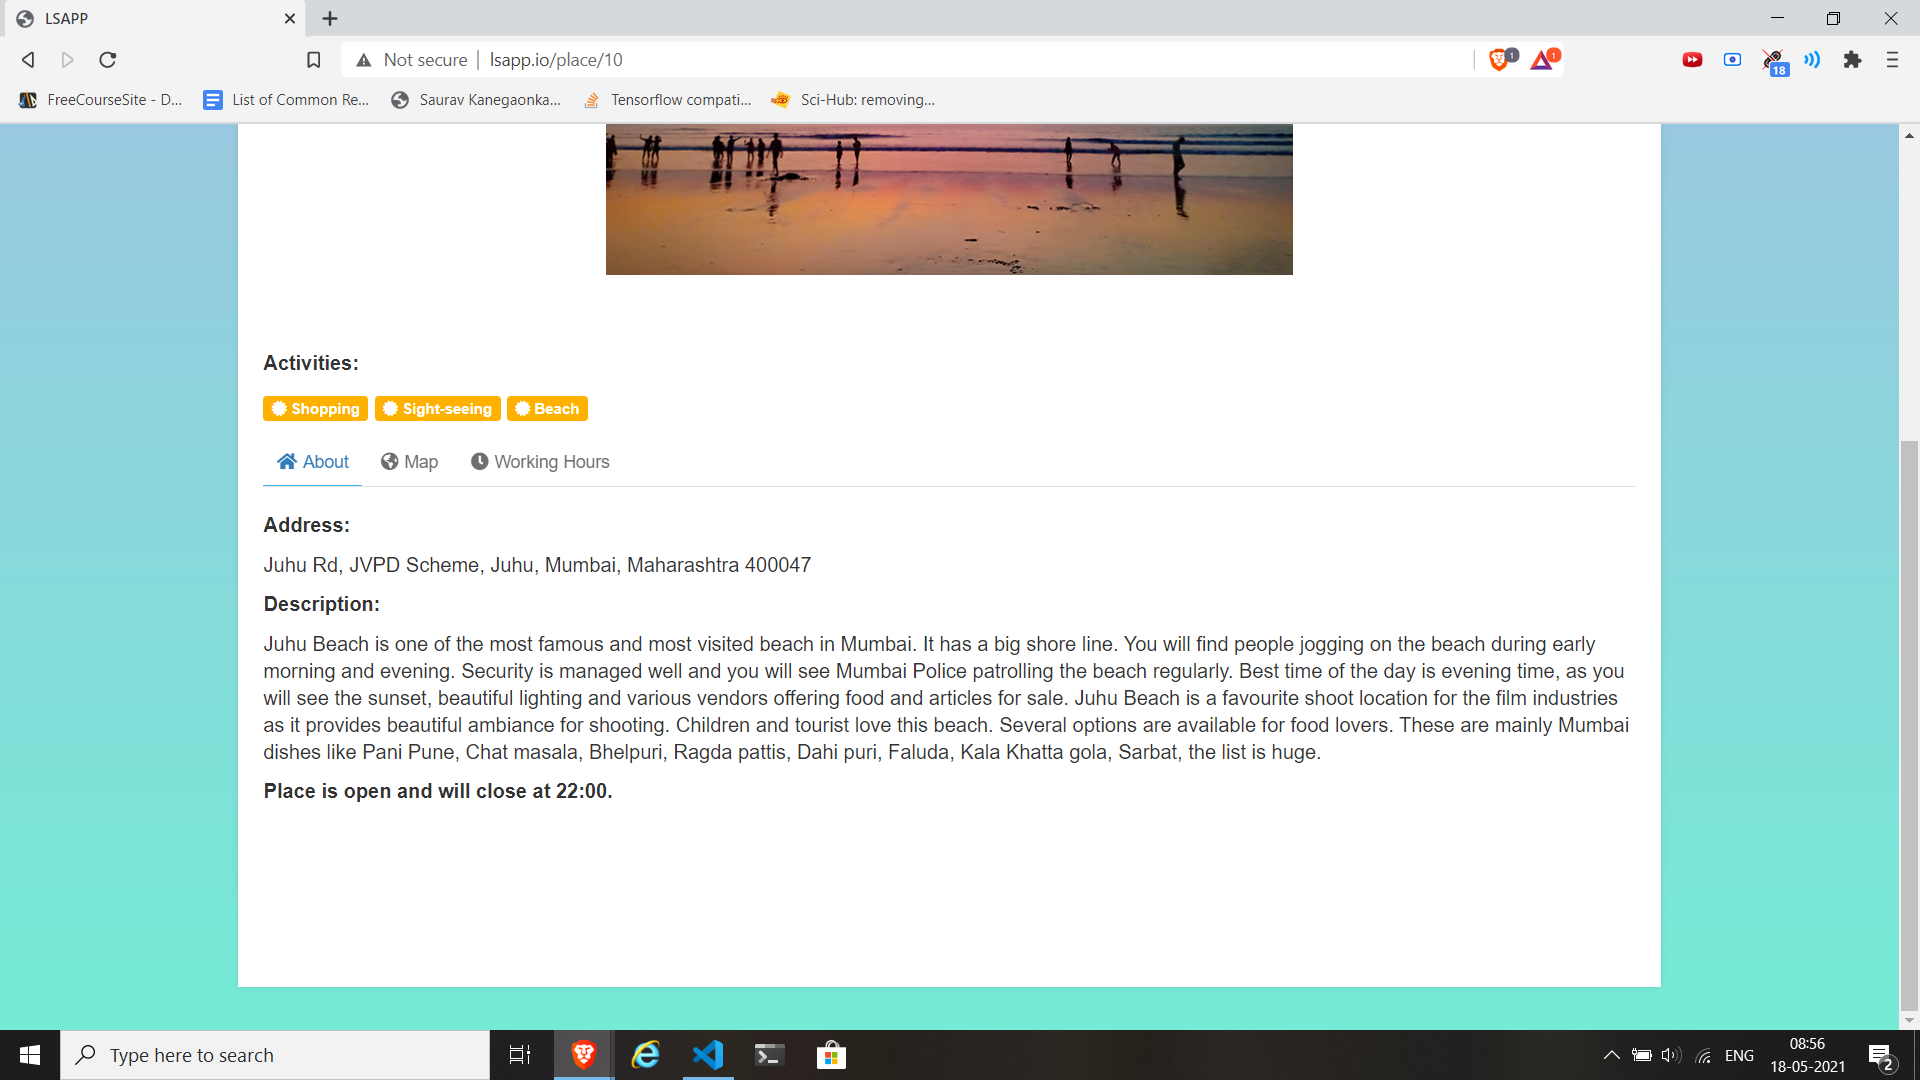 LSAPP
Not secure | lsapp.io/place/10
1
1
18
FreeCourseSite - D...
List of Common Re...
Saurav Kanegaonka...
Tensorflow compati...
Sci-Hub: removing...
Activities:
Shopping Sight-seeing Beach
About Map Working Hours
Address:
Juhu Rd, JVPD Scheme, Juhu, Mumbai, Maharashtra 400047
Description:
Juhu Beach is one of the most famous and most visited beach in Mumbai. It has a big shore line. You will find people jogging on the beach during early
morning and evening. Security is managed well and you will see Mumbai Police patrolling the beach regularly. Best time of the day is evening time, as you
will see the sunset, beautiful lighting and various vendors offering food and articles for sale. Juhu Beach is a favourite shoot location for the film industries
as it provides beautiful ambiance for shooting. Children and tourist love this beach. Several options are available for food lovers. These are mainly Mumbai
dishes like Pani Pune, Chat masala, Bhelpuri, Ragda pattis, Dahi puri, Faluda, Kala Khatta gola, Sarbat, the list is huge.
Place is open and will close at 22:00.
Type here to search
ENG
08:56
18-05-2021
2